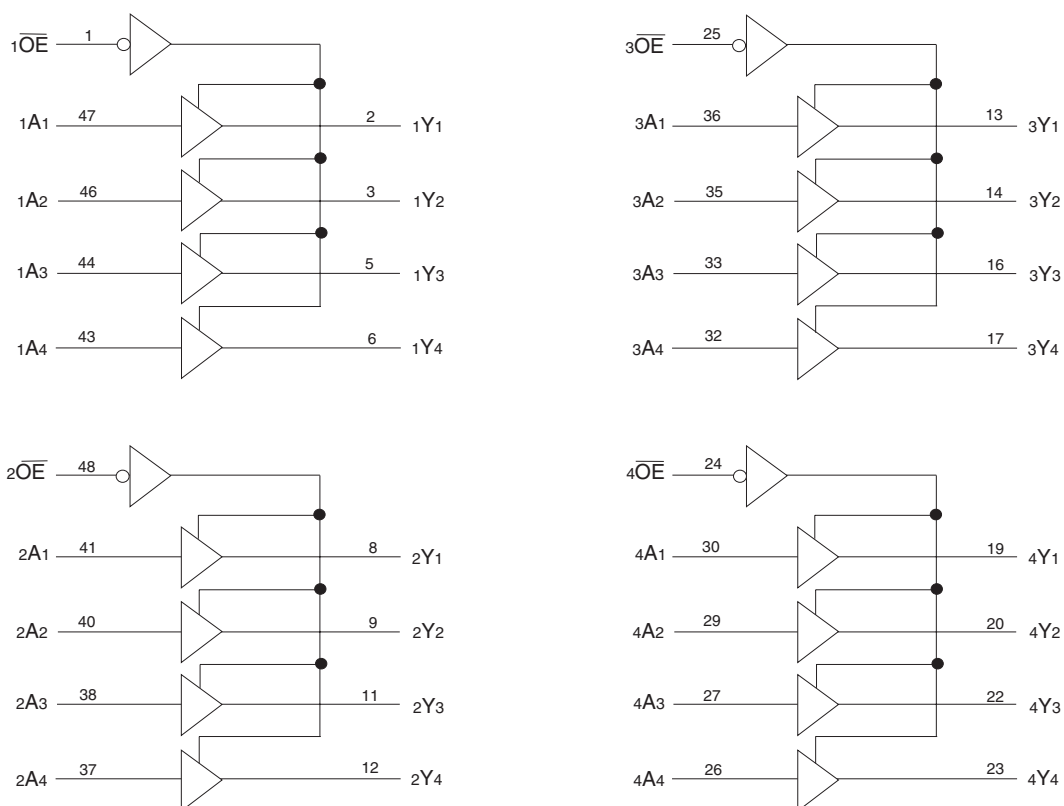 1OE 1
1A1 47 2 1Y1
1A2 46 3 1Y2
1A3 44 5 1Y3
1A4 43 6 1Y4
3OE 25
3A1 36 13 3Y1
3A2 35 14 3Y2
3A3 33 16 3Y3
3A4 32 17 3Y4
2OE 48
2A1 41 8 2Y1
2A2 40 9 2Y2
2A3 38 11 2Y3
2A4 37 12 2Y4
4OE 24
4A1 30 19 4Y1
4A2 29 20 4Y2
4A3 27 22 4Y3
4A4 26 23 4Y4